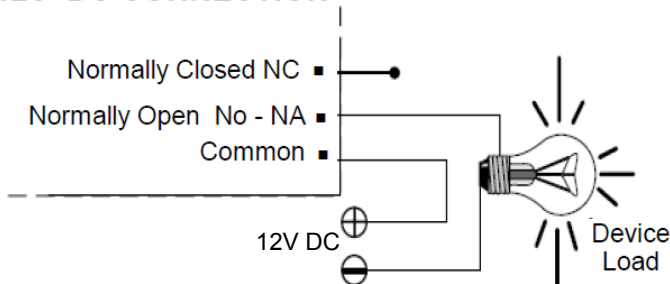 Normally Closed NC
Normally Open No - NA
Common
12V DC
Device
Load